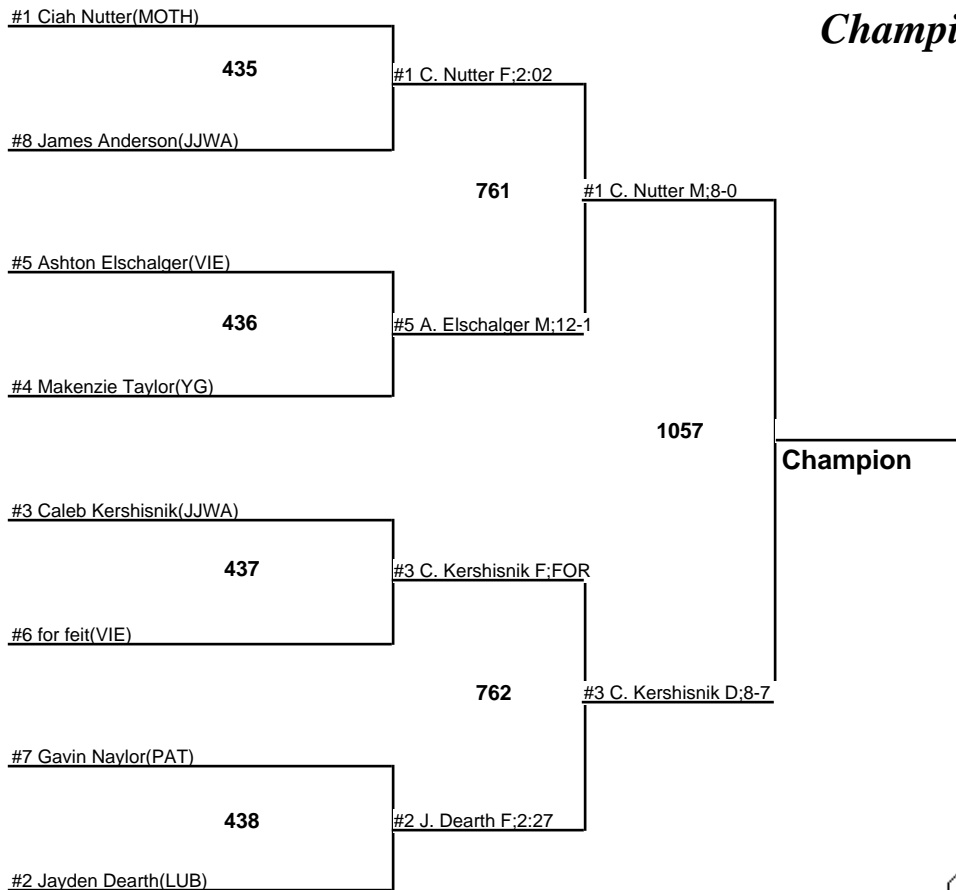 #1 Ciah Nutter(MOTH)
Champi
435
#1 C. Nutter F;2:02
#8 James Anderson(JJWA)
761
#1 C. Nutter M;8-0
#5 Ashton Elschalger(VIE)
436
#5 A. Elschalger M;12-1
#4 Makenzie Taylor(YG)
1057
Champion
#3 Caleb Kershisnik(JJWA)
437
#3 C. Kershisnik F;FOR
#6 for feit(VIE)
762
#3 C. Kershisnik D;8-7
#7 Gavin Naylor(PAT)
438
#2 J. Dearth F;2:27
#2 Jayden Dearth(LUB)